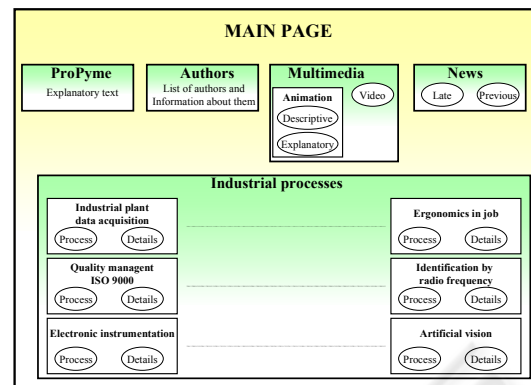 MAIN PAGE
ProPyme
Explanatory text
Authors
List of authors and
Information about them
Multimedia
Animation
Descriptive
Explanatory
Video
News
Late
Previous
Industrial processes
Industrial plant
data acquisition
Process
Details
Ergonomics in job
Process
Details
Quality managent
ISO 9000
Process
Details
Identification by
radio frequency
Process
Details
Electronic instrumentation
Process
Details
Artificial vision
Process
Details